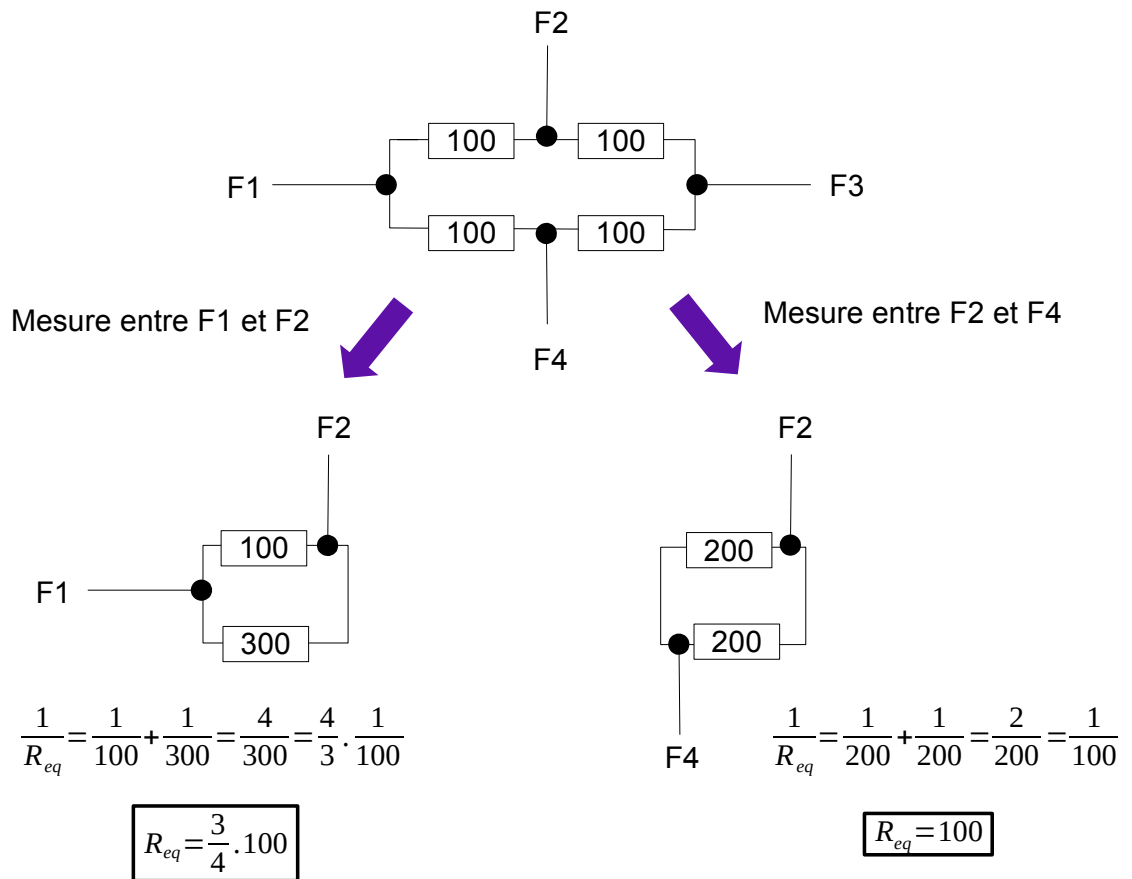 F2
100 100
F1 F3
100 100
Mesure entre F1 et F2
Mesure entre F2 et F4
F4
F2
100
F1
300
1/R_eq = 1/100 + 1/300 = 4/300 = 4/3 . 1/100
R_eq = 3/4 .100
F2
200
200
F4
1/R_eq = 1/200 + 1/200 = 2/200 = 1/100
R_eq = 100